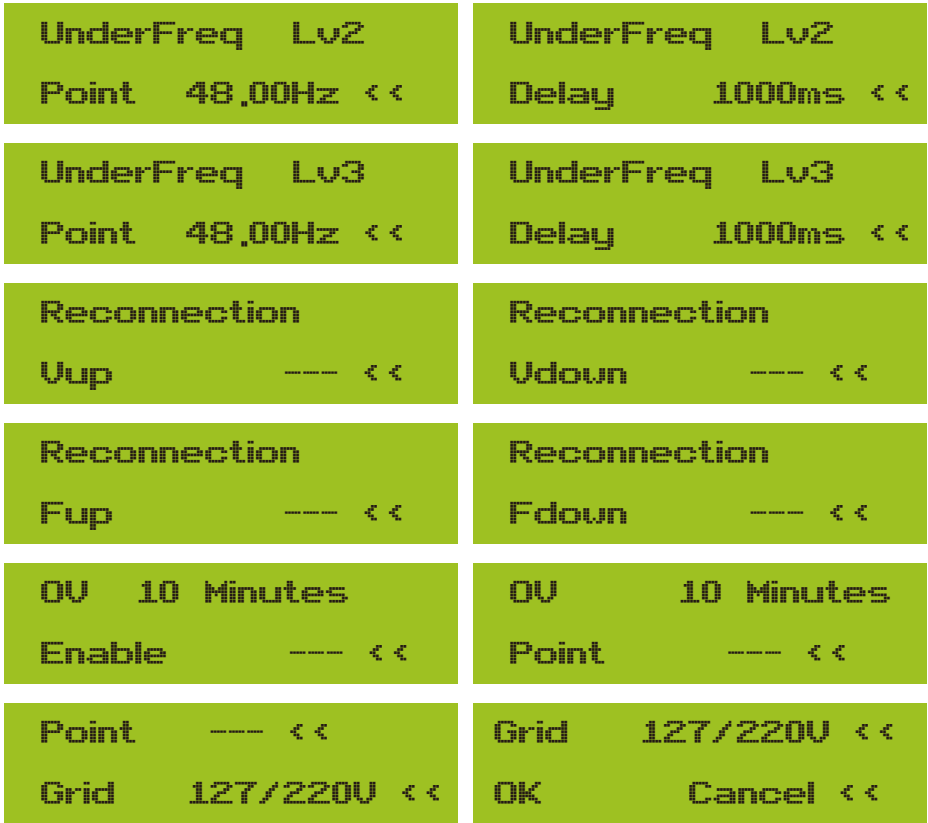 UnderFreq Lv2
Point 48.00Hz <<
UnderFreq Lv2
Delay 1000ms <<
UnderFreq Lv3
Point 48.00Hz <<
UnderFreq Lv3
Delay 1000ms <<
Reconnection
Vup --- <<
Reconnection
Vdown --- <<
Reconnection
Fup --- <<
Reconnection
Fdown --- <<
OV 10 Minutes
Enable --- <<
OV 10 Minutes
Point --- <<
Point --- <<
Grid 127/220V <<
Grid 127/220V <<
OK Cancel <<